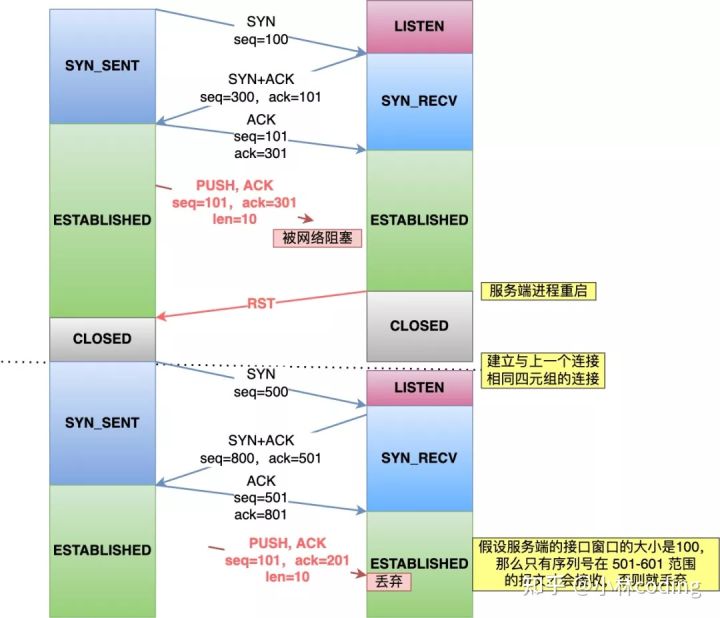 SYN
seq=100
LISTEN
SYN_SENT
SYN+ACK
seq=300, ack=101
SYN_RECV
ACK
seq=101
ack=301
PUSH, ACK
seq=101, ack=301
len=10
ESTABLISHED
ESTABLISHED
被网络阻塞
服务端进程重启
RST
CLOSED
CLOSED
建立与上一个连接
相同四元组的连接
SYN
seq=500
LISTEN
SYN_SENT
SYN+ACK
seq=800, ack=501
SYN_RECV
ACK
seq=501
ack=801
PUSH, ACK
seq=101, ack=201
len=10
ESTABLISHED
ESTABLISHED
丢弃
假设服务端的接口窗口的大小是100,
那么只有序列号在 501-601 范围
的报文才会接收,否则就丢弃
知乎 @小林coding